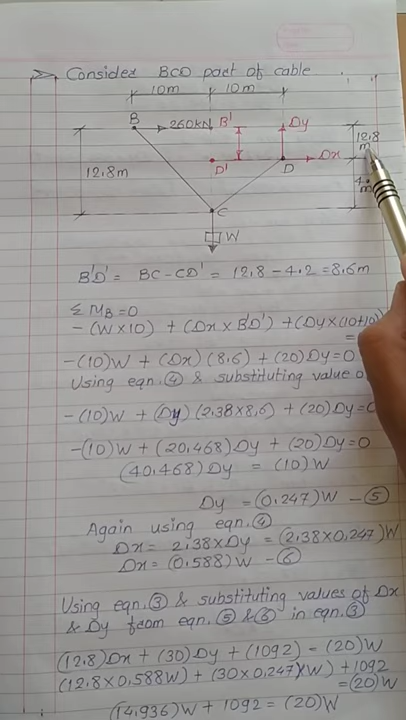 Considered BCD part of cable
10m 10m
B 260kN B' Dy
12.8 m
Dx
D' D
12.8m
4.2 m
C
W
B'D' = BC-CD' = 12.8 - 4.2 = 8.6m
Σ MB = 0
-(W×10) + (Dx × B'D') + (Dy×(10+10))
=
-(10)W + (Dx)(8.6) + (20)Dy = 0
Using eqn. ④ & substituting value o
-(10)W + (Dy)(2.38×8.6) + (20)Dy = 0
-(10)W + (20.468)Dy + (20)Dy = 0
(40.468)Dy = (10)W
Dy = (0.247)W - ⑤
Again using eqn. ④
Dx = 2.38×Dy = (2.38×0.247)W
Dx = (0.588)W - ⑥
Using eqn. ③ & substituting values of Dx
& Dy from eqn. ⑤ & ⑥ in eqn. ③
(12.8)Dx + (30)Dy + (1092) - (20)W
(12.8×0.588W) + (30×0.247)(W) + 1092
= (20)W
(14.936)W + 1092 = (20)W